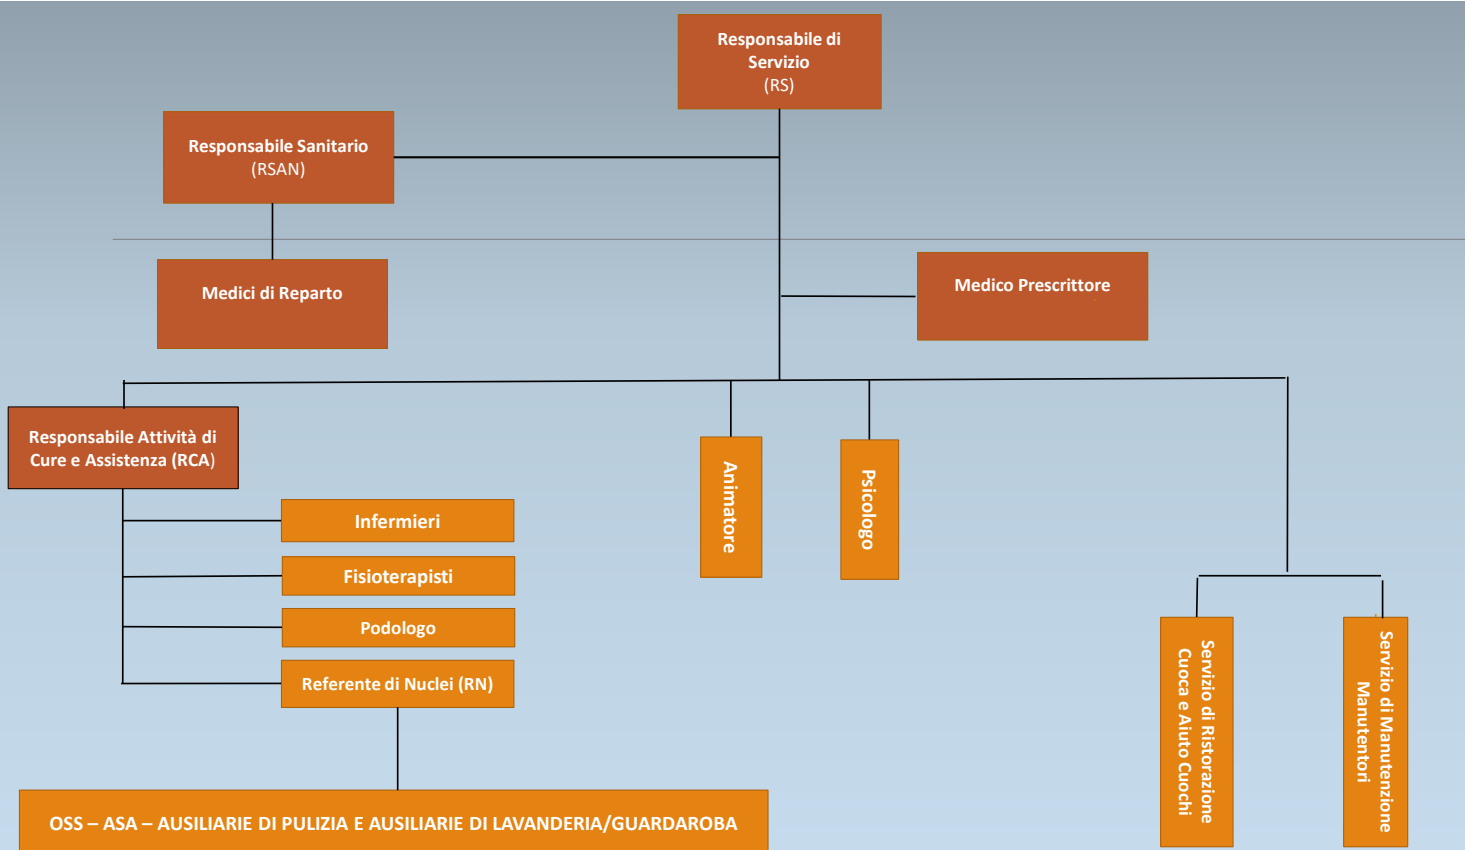 Responsabile di
Servizio
(RS)
Responsabile Sanitario
(RSAN)
Medici di Reparto
Medico Prescrittore
Responsabile Attività di
Cure e Assistenza (RCA)
Animatore
Psicologo
Infermieri
Fisioterapisti
Podologo
Referente di Nuclei (RN)
Servizio di Ristorazione
Cuoca e Aiuto Cuochi
Servizio di Manutenzione
Manutentori
OSS – ASA – AUSILIARIE DI PULIZIA E AUSILIARIE DI LAVANDERIA/GUARDAROBA